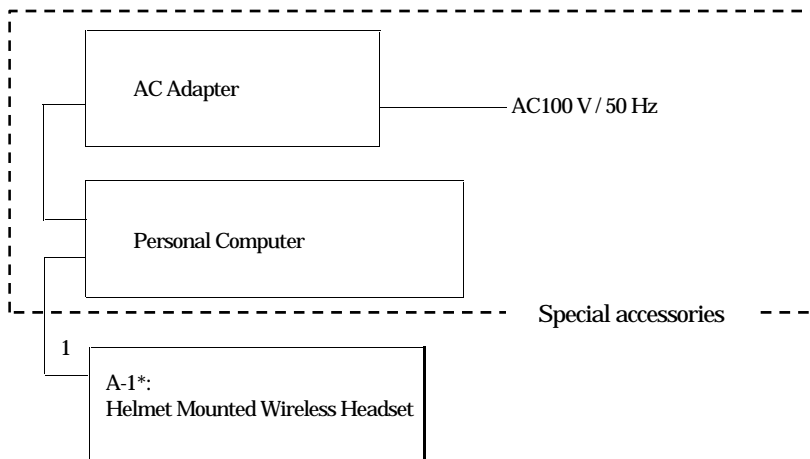 AC Adapter
AC100 V / 50 Hz
Personal Computer
Special accessories
1
A-1*:
Helmet Mounted Wireless Headset